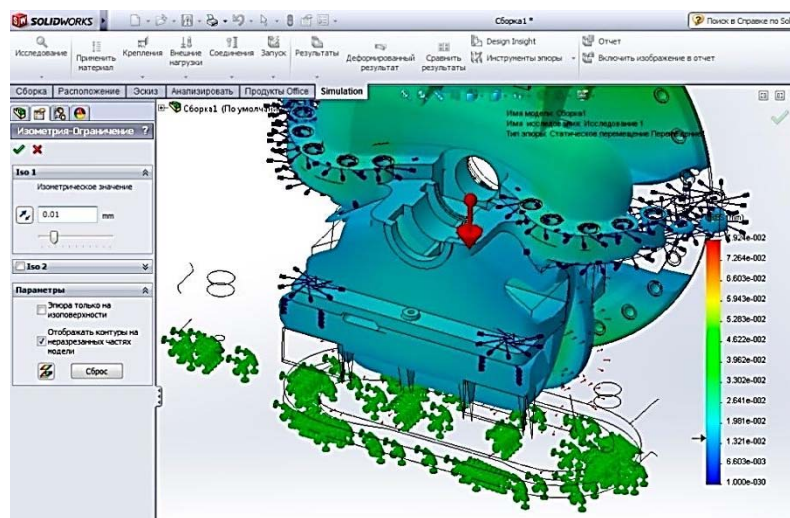 SOLIDWORKS
Сборка1 *
Поиск в Справке по Sol
Исследование
Применить материал
Крепления
Внешние нагрузки
Соединения
Запуск
Результаты
Деформированный результат
Сравнить результаты
Design Insight
Инструменты эпюры
Отчет
Включить изображение в отчет
Сборка
Расположение
Эскиз
Анализировать
Продукты Office
Simulation
Сборка1 (По умолчан
Имя модели: Сборка1
Имя исследования: Исследование 1
Тип эпюры: Статическое перемещение
Изометрия-Ограничение ?
Iso 1
Изометрическое значение
0.01 mm
Iso 2
Параметры
Эпюра только на
изоповерхности
Отображать контуры на
неразрезанных частях
модели
Сброс
7.264e-002
6.603e-002
5.943e-002
5.283e-002
4.622e-002
3.962e-002
3.302e-002
2.641e-002
1.981e-002
1.321e-002
6.603e-003
1.000e-030